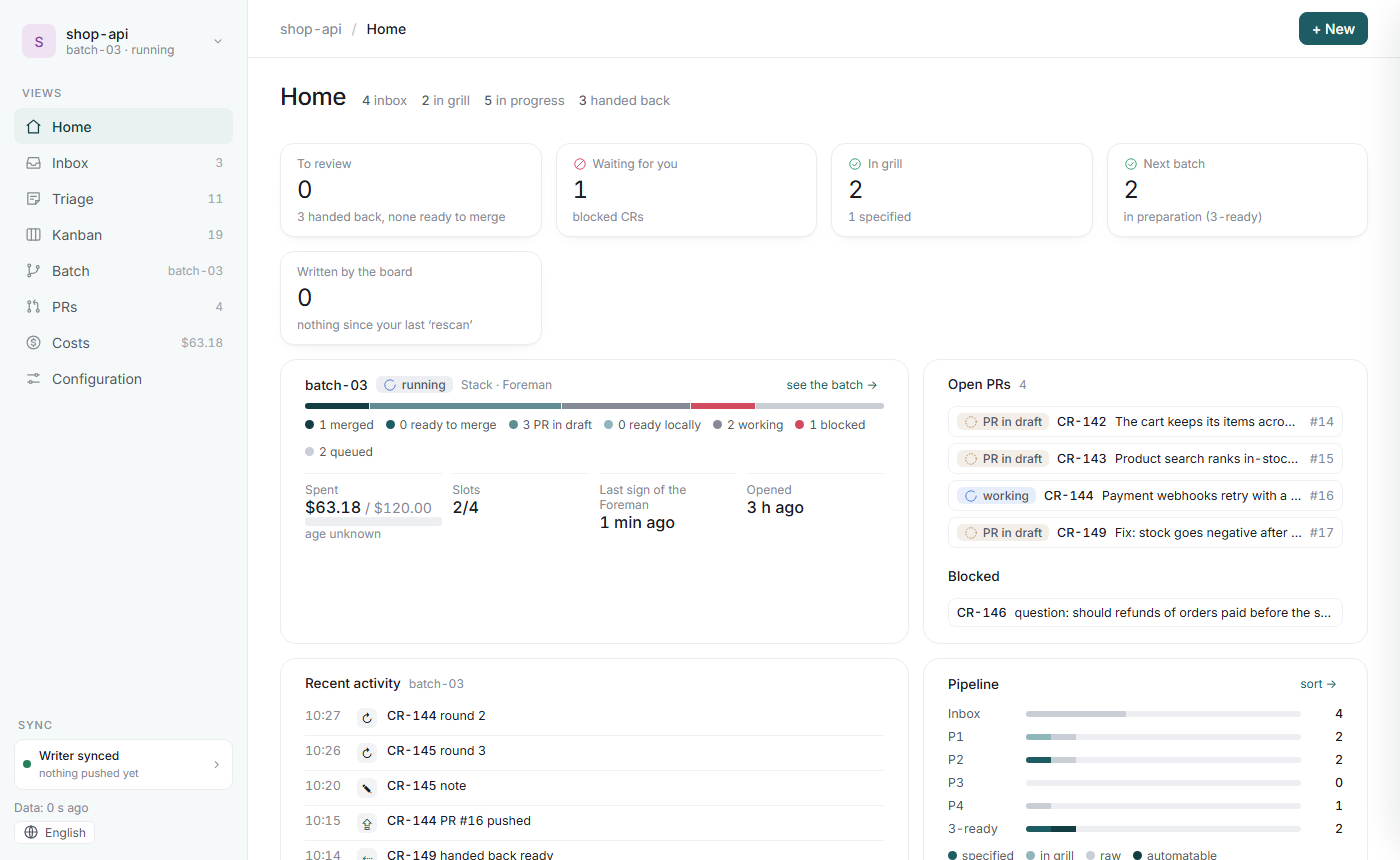 S
shop-api
batch-03 · running
VIEWS
Home
Inbox 3
Triage 11
Kanban 19
Batch batch-03
PRs 4
Costs $63.18
Configuration
SYNC
Writer synced
nothing pushed yet
Data: 0 s ago
English
shop-api / Home
+ New
Home 4 inbox 2 in grill 5 in progress 3 handed back
To review
0
3 handed back, none ready to merge
Waiting for you
1
blocked CRs
In grill
2
1 specified
Next batch
2
in preparation (3-ready)
Written by the board
0
nothing since your last ‘rescan’
batch-03 running Stack · Foreman see the batch →
1 merged 0 ready to merge 3 PR in draft 0 ready locally 2 working 1 blocked
2 queued
Spent
$63.18 / $120.00
age unknown
Slots
2/4
Last sign of the
Foreman
1 min ago
Opened
3 h ago
Open PRs 4
PR in draft CR-142 The cart keeps its items acro... #14
PR in draft CR-143 Product search ranks in-stoc... #15
working CR-144 Payment webhooks retry with a ... #16
PR in draft CR-149 Fix: stock goes negative after ... #17
Blocked
CR-146 question: should refunds of orders paid before the s...
Recent activity batch-03
10:27 CR-144 round 2
10:26 CR-145 round 3
10:20 CR-145 note
10:15 CR-144 PR #16 pushed
10:14 CR-149 handed back ready
Pipeline sort →
Inbox 4
P1 2
P2 2
P3 0
P4 1
3-ready 2
specified in grill raw automatable